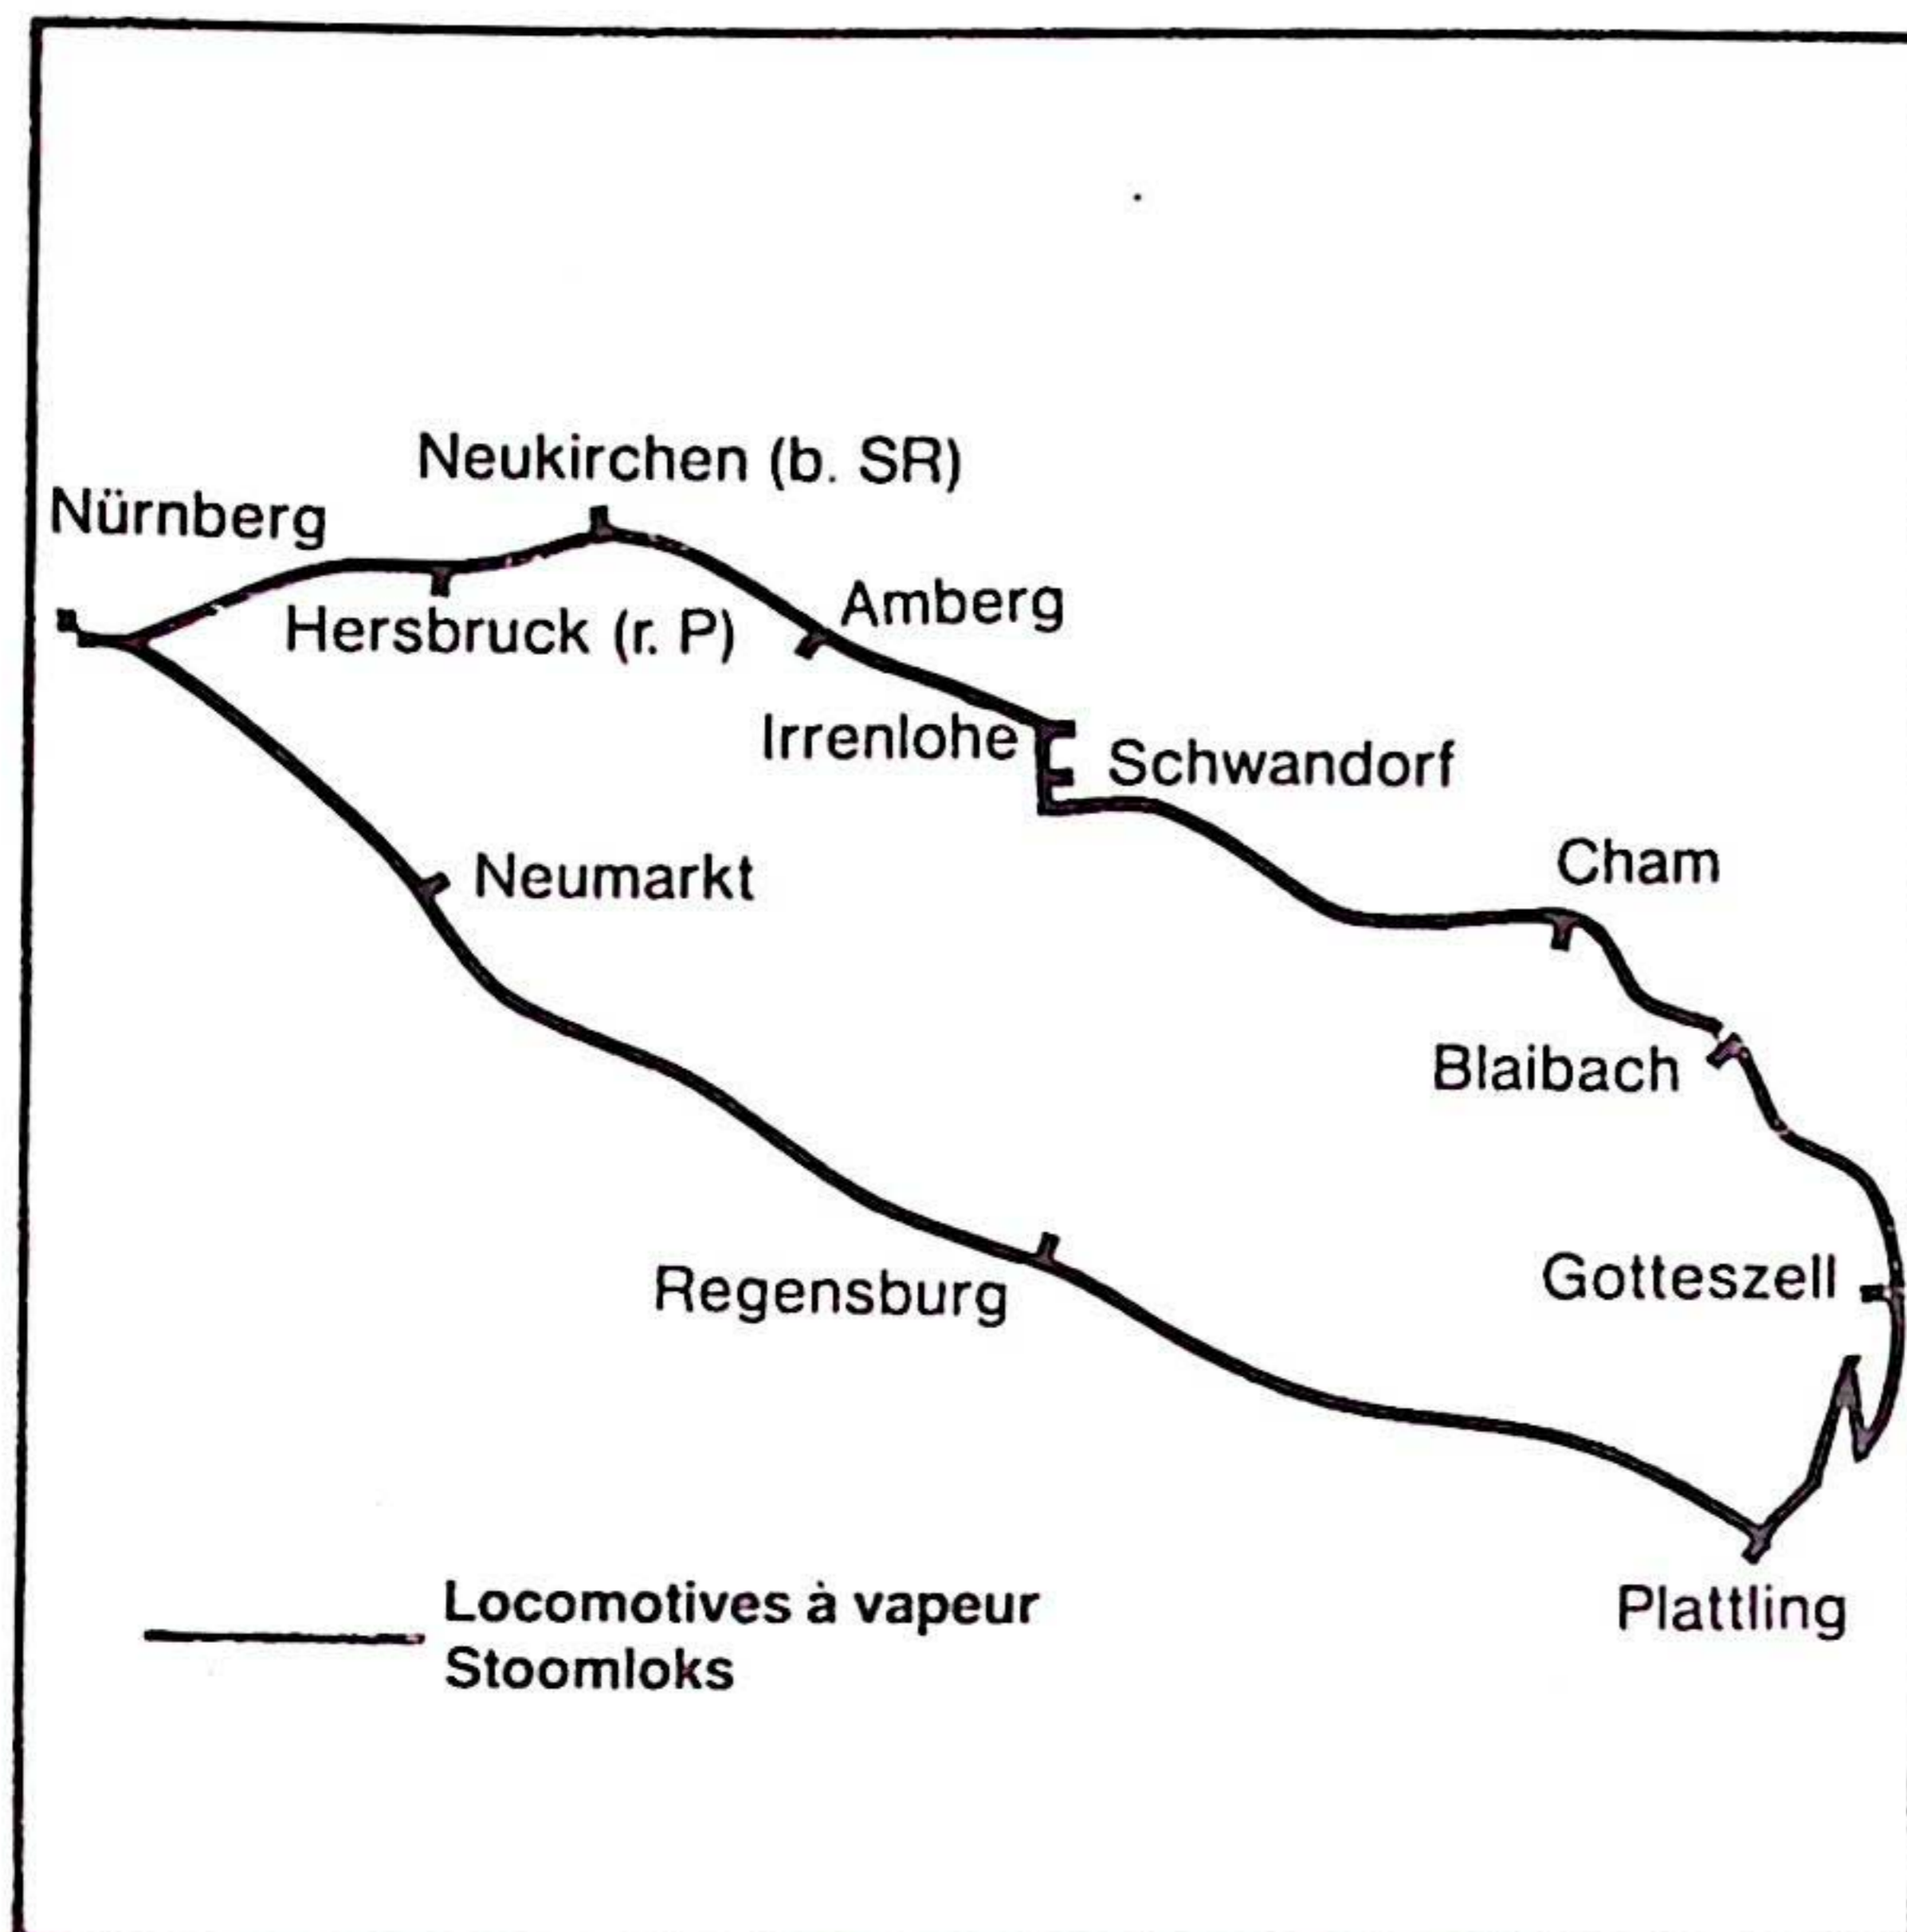 Neukirchen (b. SR)
Nürnberg
Amberg
Hersbruck (r. P)
Irrenlohe
Schwandorf
Cham
Neumarkt
Blaibach
Gotteszell
Regensburg
Plattling
Locomotives à vapeur
Stoomloks